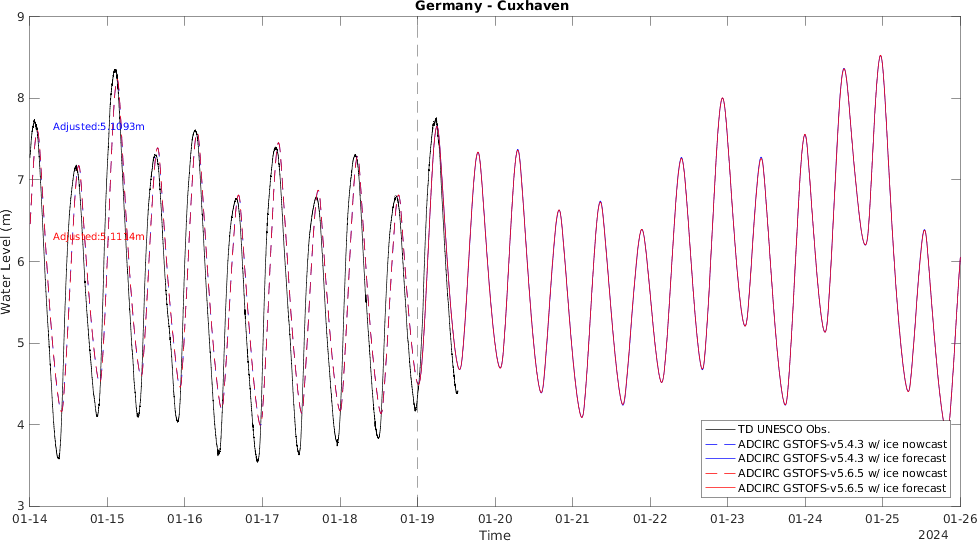 Germany - Cuxhaven
9
8
7
6
5
4
3
Water Level (m)
Adjusted:5.1093m
Adjusted:5.1114m
TD UNESCO Obs.
ADCIRC GSTOFS-v5.4.3 w/ ice nowcast
ADCIRC GSTOFS-v5.4.3 w/ ice forecast
ADCIRC GSTOFS-v5.6.5 w/ ice nowcast
ADCIRC GSTOFS-v5.6.5 w/ ice forecast
01-14 01-15 01-16 01-17 01-18 01-19 01-20 01-21 01-22 01-23 01-24 01-25 01-26
Time
2024